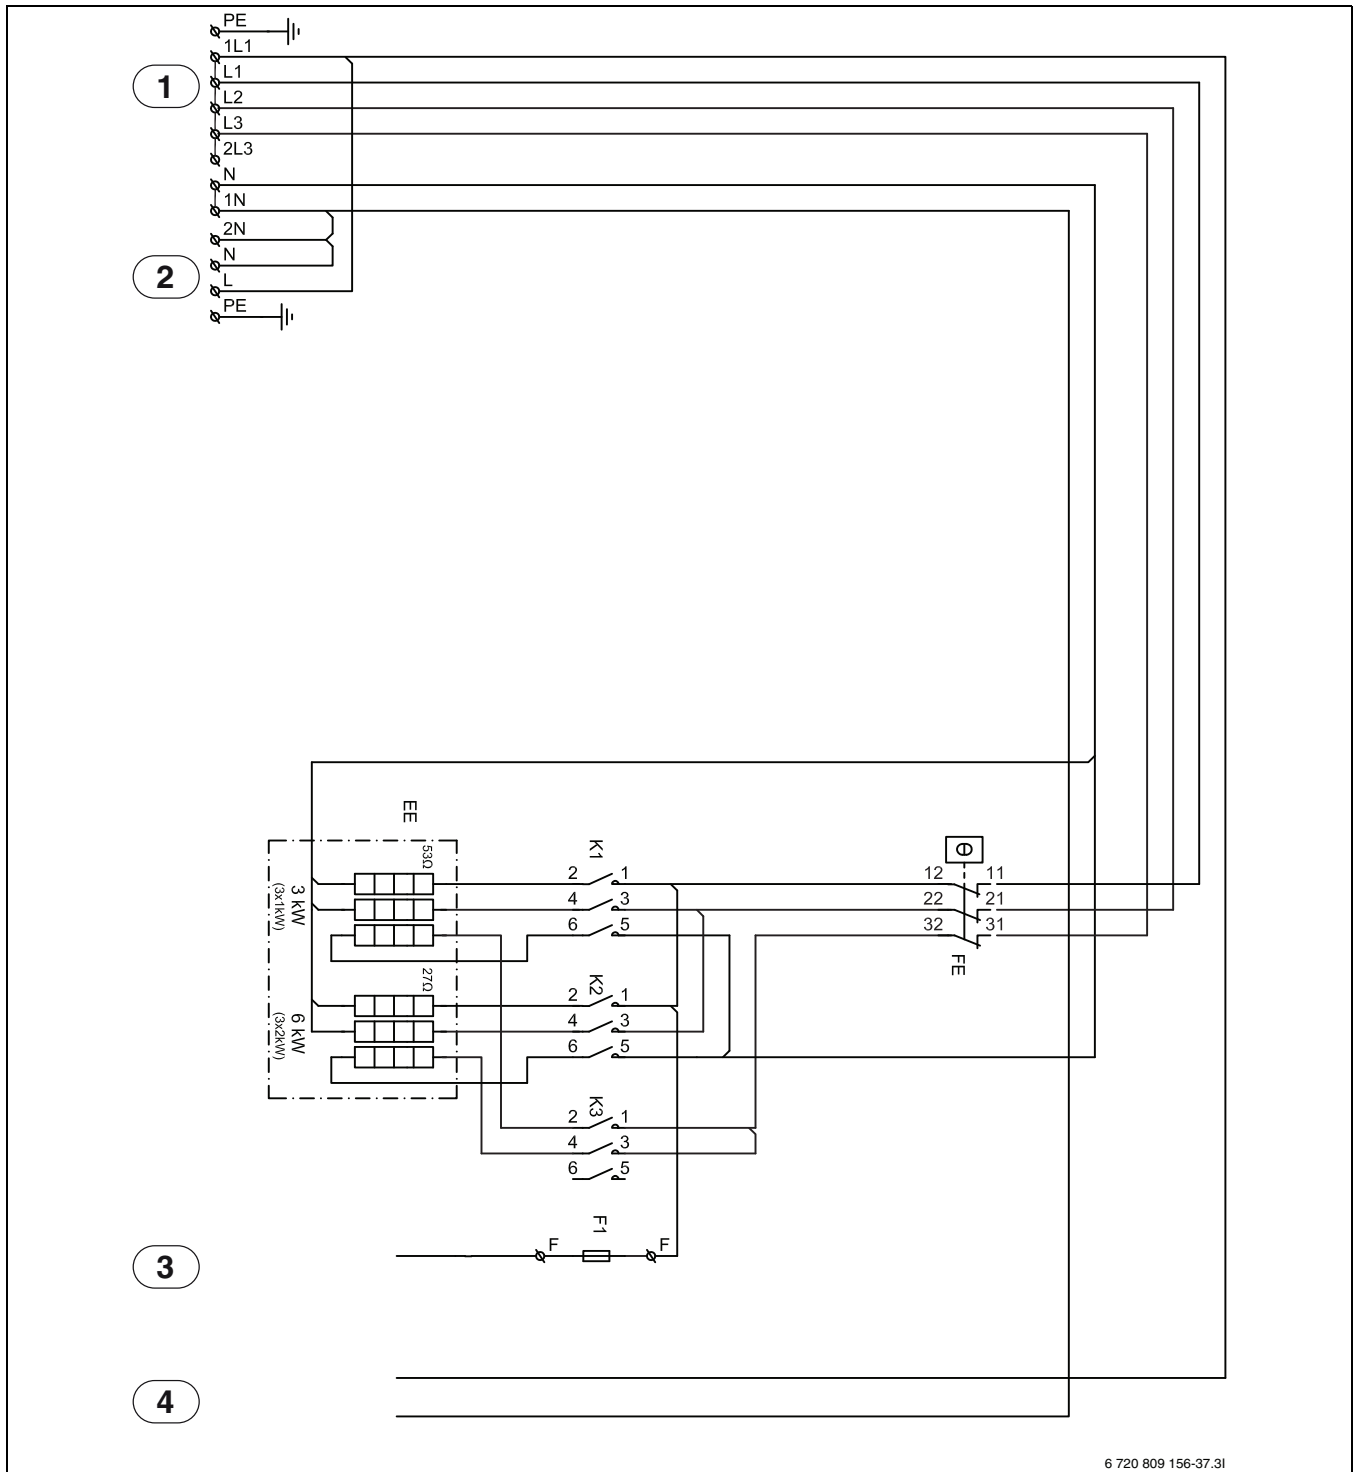 PE
1L1
1
L1
L2
L3
2L3
N
1N
2N
N
2
L
PE
EE
53Ω
3 kW
(3x1kW)
27Ω
6 kW
(3x2kW)
K1
2 1
4 3
6 5
K2
2 1
4 3
6 5
K3
2 1
4 3
6 5
Θ
12 11
22 21
32 31
FE
F1
F F
3
4
6 720 809 156-37.3I